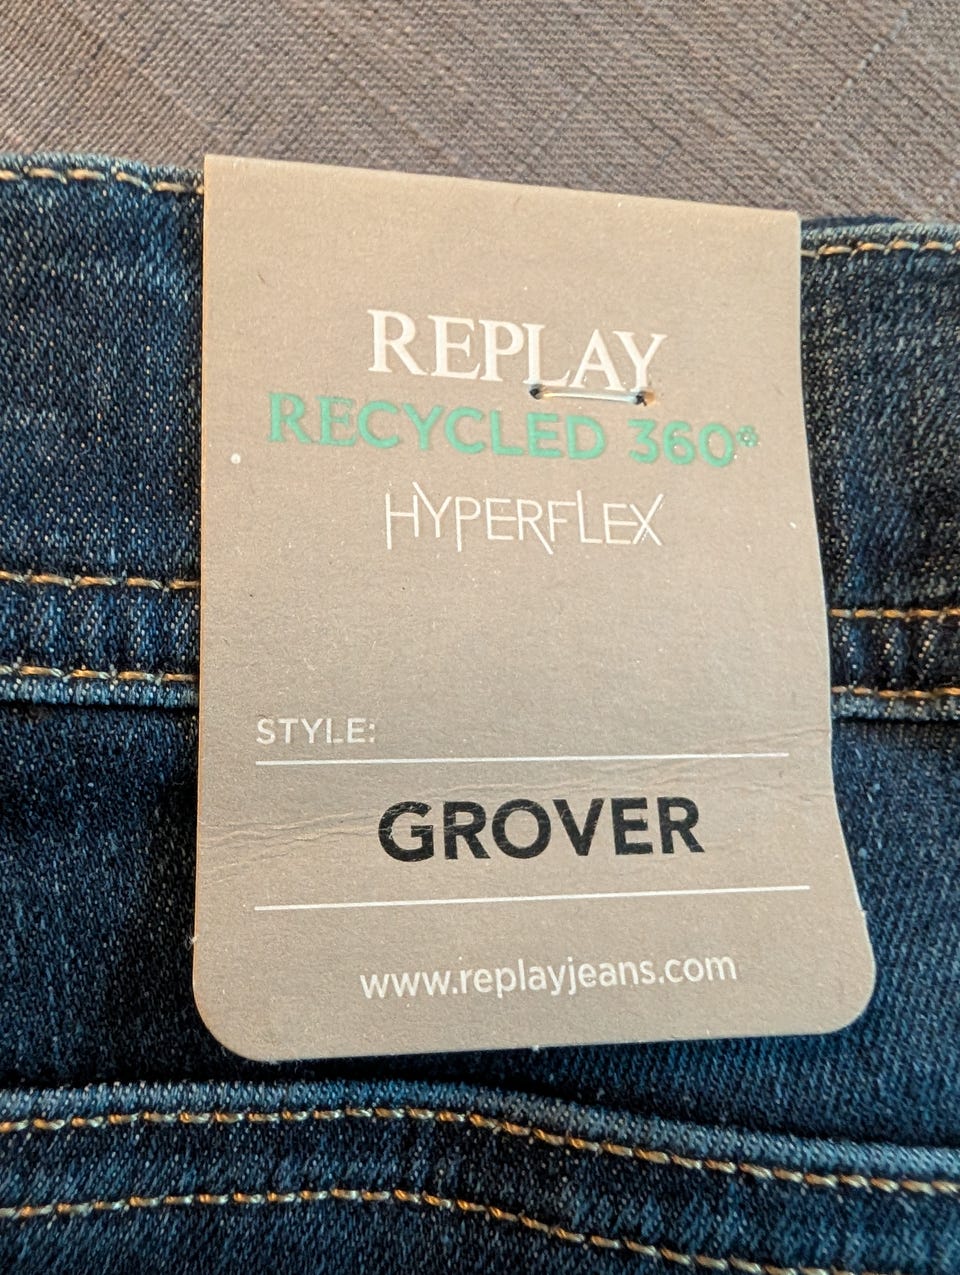 REPLAY
RECYCLED 360°
HYPERFLEX
STYLE:
GROVER
www.replayjeans.com